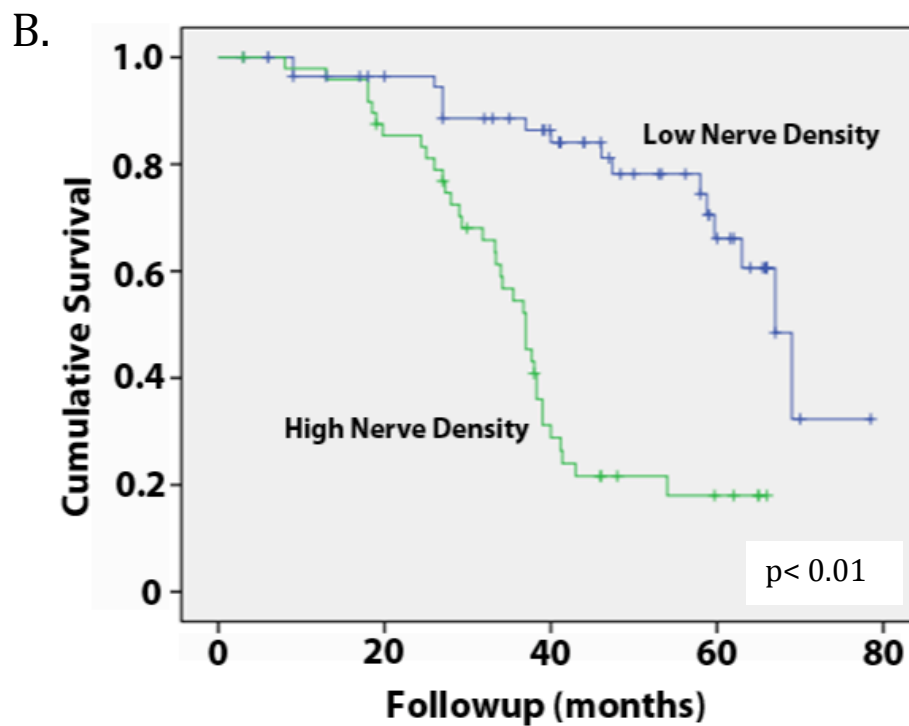 B.
Cumulative Survival
1.0
0.8
0.6
0.4
0.2
0
Low Nerve Density
High Nerve Density
p< 0.01
0 20 40 60 80
Followup (months)